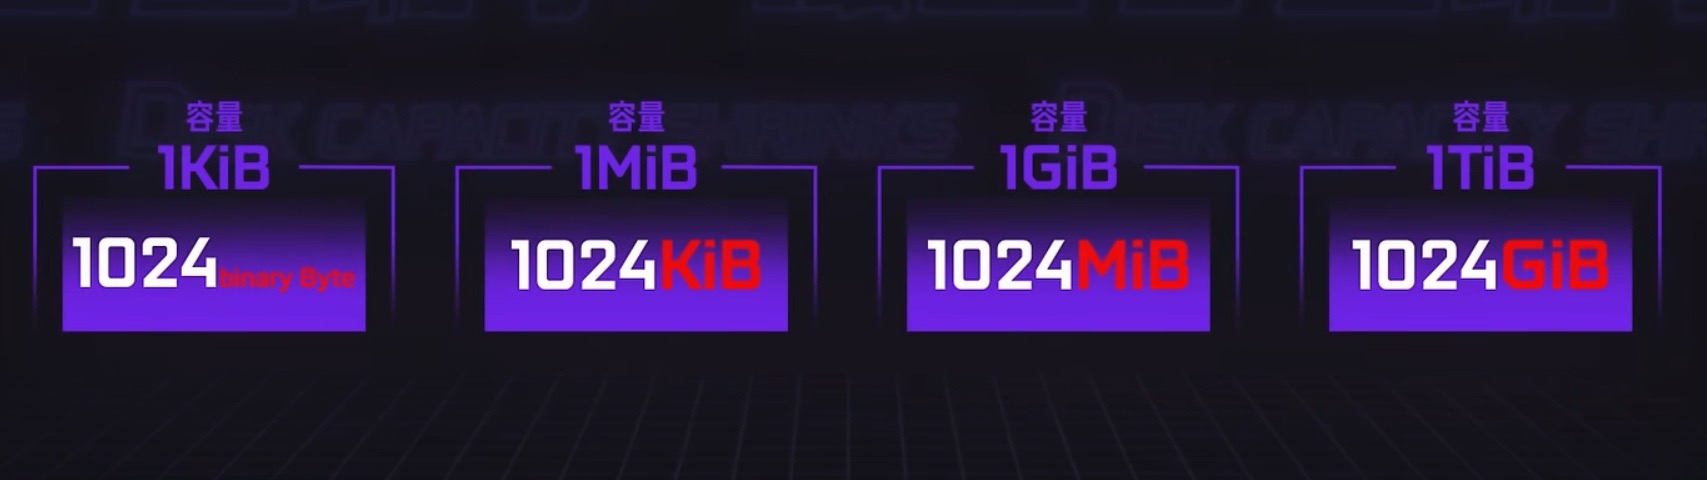 DISK CAPACITY SHRINKS
DISK CAPACITY SH
容量
1KiB
1024binary Byte
容量
1MiB
1024KiB
容量
1GiB
1024MiB
容量
1TiB
1024GiB